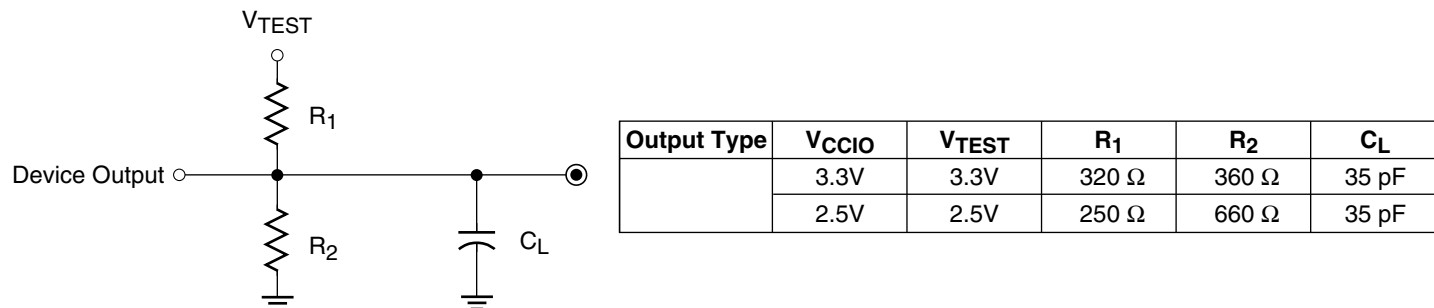 VTEST
R1
Device Output
R2
CL
Output Type VCCIO VTEST R1 R2 CL
3.3V 3.3V 320 Ω 360 Ω 35 pF
2.5V 2.5V 250 Ω 660 Ω 35 pF